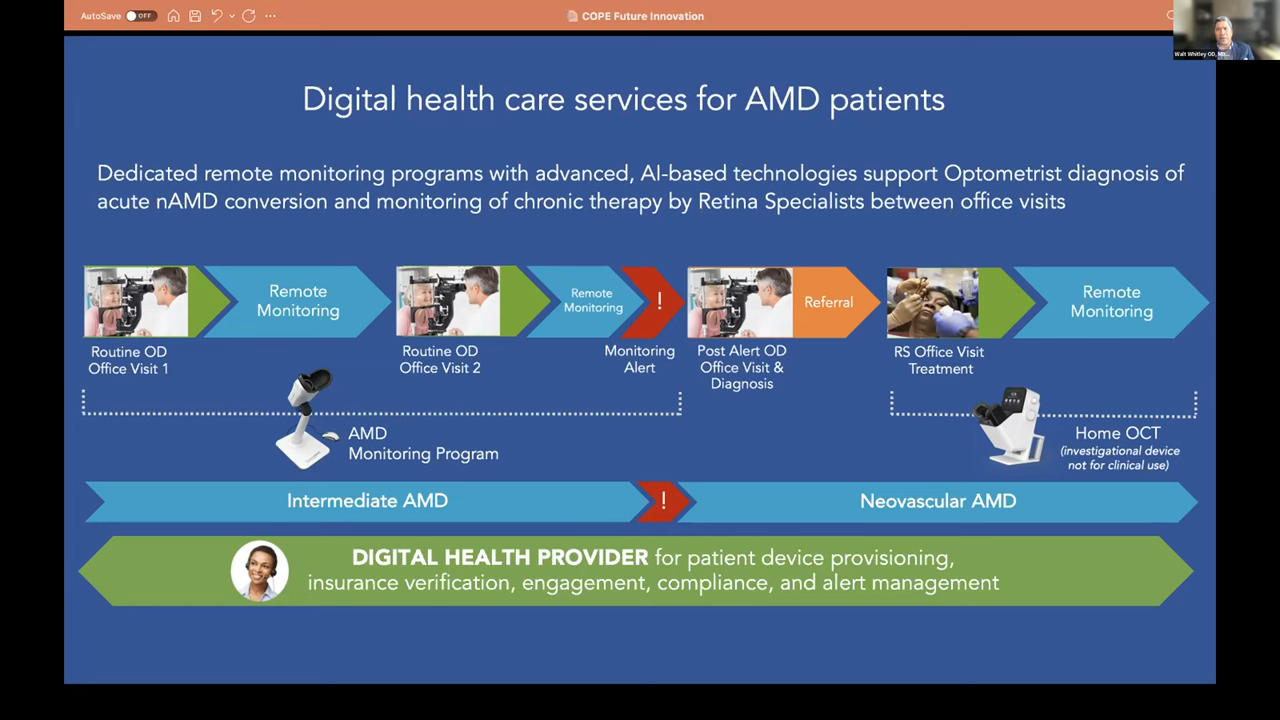 AutoSave OFF
COPE Future Innovation
Walt Whitley OD, MB...
Digital health care services for AMD patients
Dedicated remote monitoring programs with advanced, AI-based technologies support Optometrist diagnosis of
acute nAMD conversion and monitoring of chronic therapy by Retina Specialists between office visits
Remote
Monitoring
Remote
Monitoring
!
Referral
Remote
Monitoring
Routine OD
Office Visit 1
Routine OD
Office Visit 2
Monitoring
Alert
Post Alert OD
Office Visit &
Diagnosis
RS Office Visit
Treatment
AMD
Monitoring Program
Home OCT
(investigational device
not for clinical use)
Intermediate AMD
!
Neovascular AMD
DIGITAL HEALTH PROVIDER for patient device provisioning,
insurance verification, engagement, compliance, and alert management